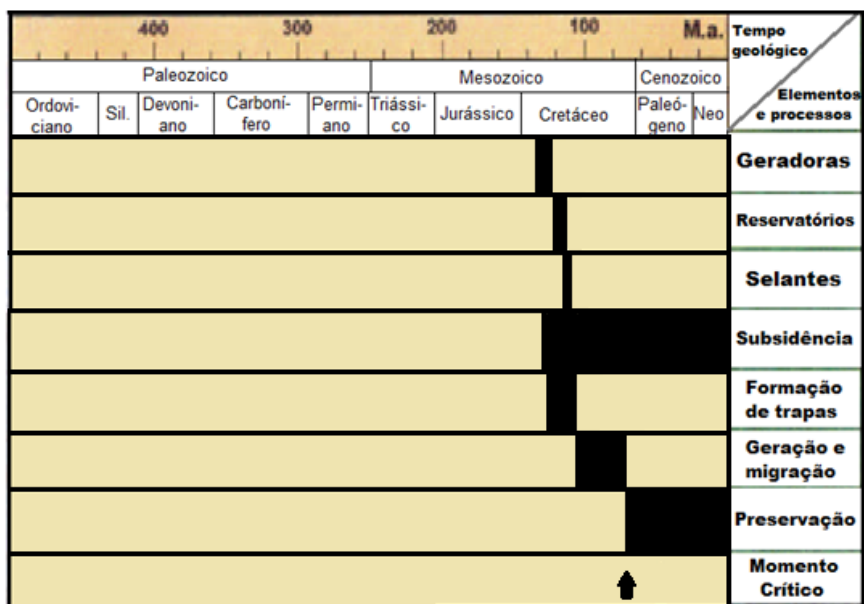 400 300 200 100 M.a.
Tempo
geológico
Elementos
e processos
Paleozoico Mesozoico Cenozoico
Ordovi-
ciano
Sil.
Devoni-
ano
Carboní-
fero
Permi-
ano
Triássi-
co
Jurássico
Cretáceo
Paleó-
geno
Neo
Geradoras
Reservatórios
Selantes
Subsidência
Formação
de trapas
Geração e
migração
Preservação
Momento
Crítico